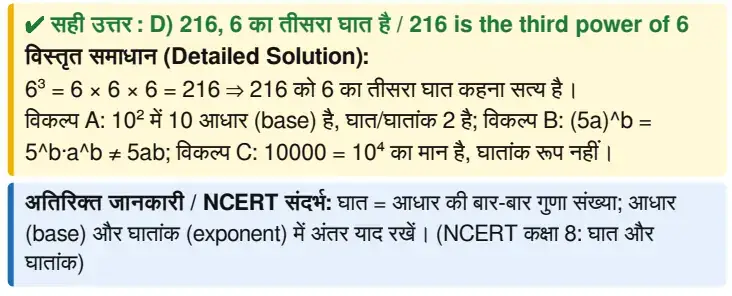 ✔ सही उत्तर : D) 216, 6 का तीसरा घात है / 216 is the third power of 6
विस्तृत समाधान (Detailed Solution):
6³ = 6 × 6 × 6 = 216 ⇒ 216 को 6 का तीसरा घात कहना सत्य है।
विकल्प A: 10² में 10 आधार (base) है, घात/घातांक 2 है; विकल्प B: (5a)^b =
5^b·a^b ≠ 5ab; विकल्प C: 10000 = 10⁴ का मान है, घातांक रूप नहीं।
अतिरिक्त जानकारी / NCERT संदर्भ: घात = आधार की बार-बार गुणा संख्या; आधार
(base) और घातांक (exponent) में अंतर याद रखें। (NCERT कक्षा 8: घात और
घातांक)